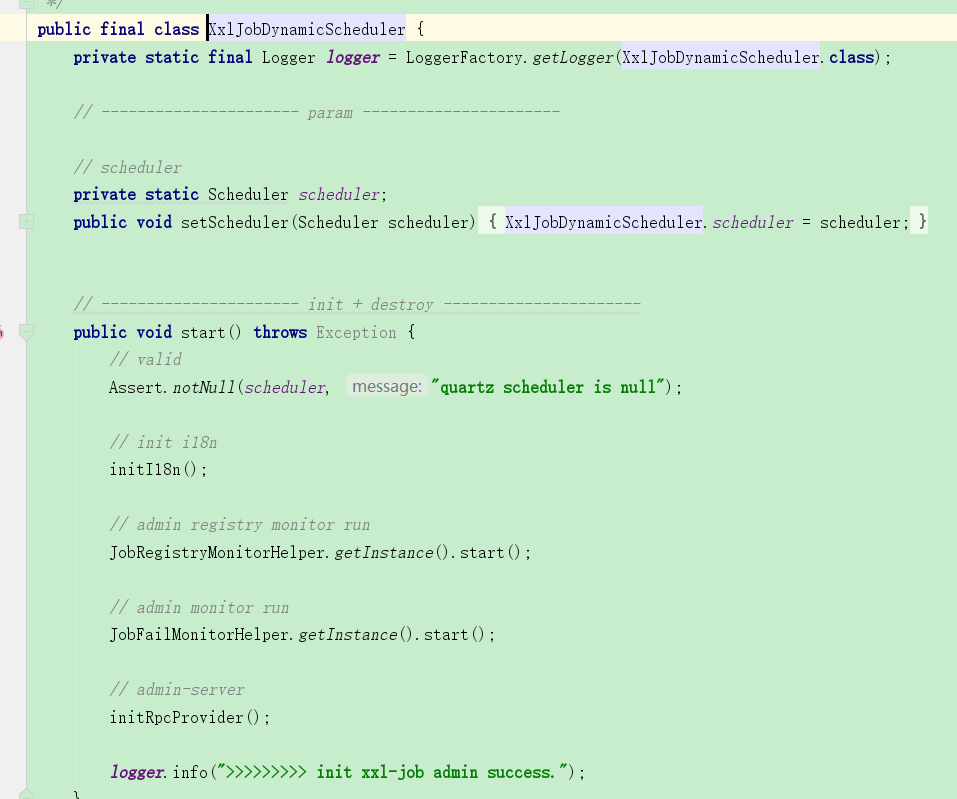 */
public final class XxlJobDynamicScheduler {
private static final Logger logger = LoggerFactory.getLogger(XxlJobDynamicScheduler.class);
// ---------------------- param ----------------------
// scheduler
private static Scheduler scheduler;
public void setScheduler(Scheduler scheduler) { XxlJobDynamicScheduler.scheduler = scheduler; }
// ---------------------- init + destroy ----------------------
public void start() throws Exception {
// valid
Assert.notNull(scheduler, message: "quartz scheduler is null");
// init i18n
initI18n();
// admin registry monitor run
JobRegistryMonitorHelper.getInstance().start();
// admin monitor run
JobFailMonitorHelper.getInstance().start();
// admin-server
initRpcProvider();
logger.info(">>>>>>>>> init xxl-job admin success.");
}